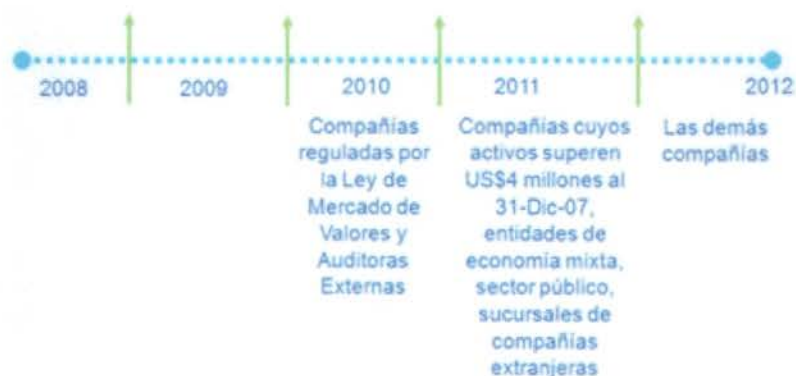 2008
2009
2010
2011
2012
Compañías
reguladas por
la Ley de
Mercado de
Valores y
Auditoras
Externas
Compañías cuyos
activos superen
US$4 millones al
31-Dic-07,
entidades de
economía mixta,
sector público,
sucursales de
compañías
extranjeras
Las demás
compañías